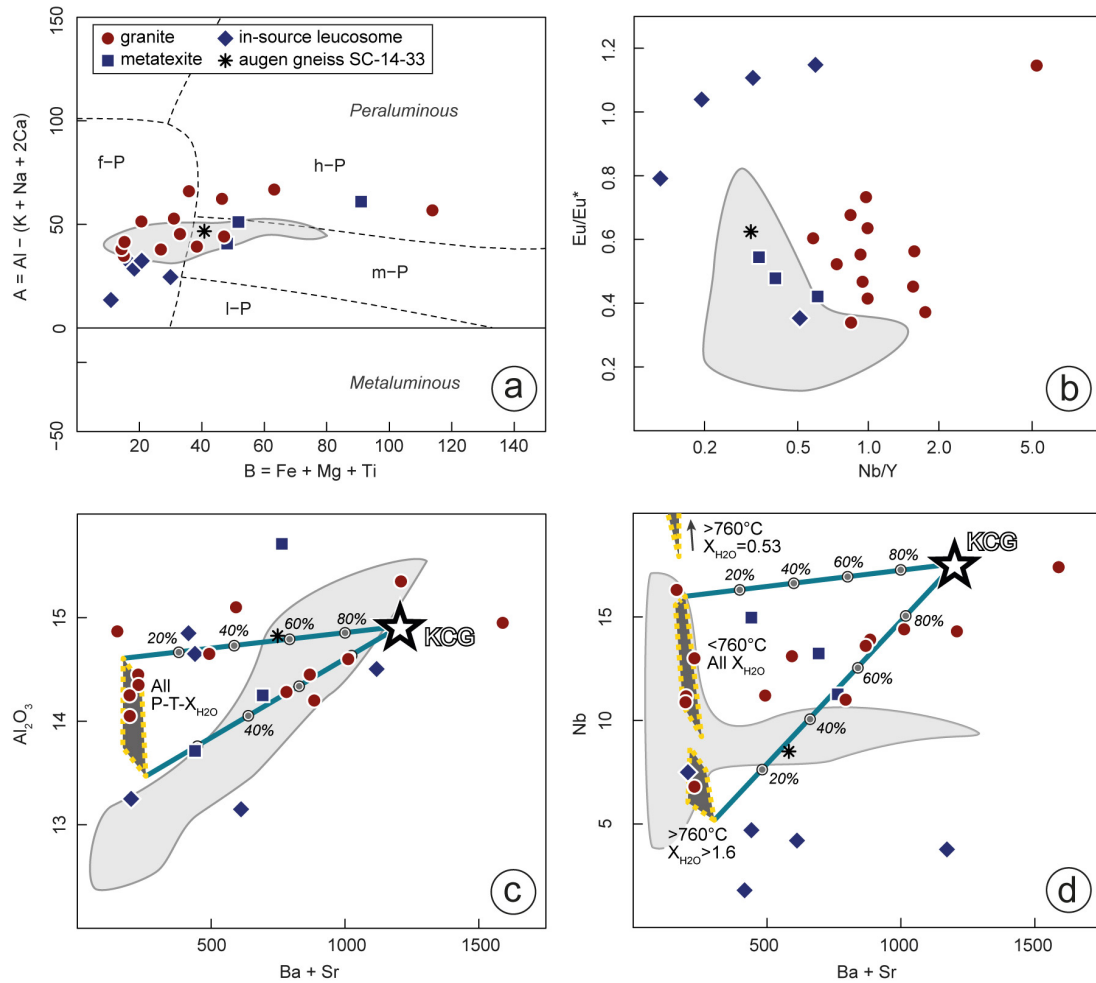 granite
in-source leucosome
metatexite
augen gneiss SC-14-33
A = Al − (K + Na + 2Ca)
150
100
50
0
−50
Peraluminous
f−P
h−P
m−P
l−P
Metaluminous
a
20 40 60 80 100 120 140
B = Fe + Mg + Ti
Eu/Eu*
1.2
1.0
0.8
0.6
0.4
0.2
b
0.2 0.5 1.0 2.0 5.0
Nb/Y
Al2O3
15
14
13
20% 40% 60% 80%
KCG
All
P-T-XH2O
40%
c
500 1000 1500
Ba + Sr
Nb
15
10
5
>760°C
XH2O=0.53
KCG
20% 40% 60% 80%
80%
<760°C
All XH2O
60%
40%
20%
>760°C
XH2O>1.6
d
500 1000 1500
Ba + Sr